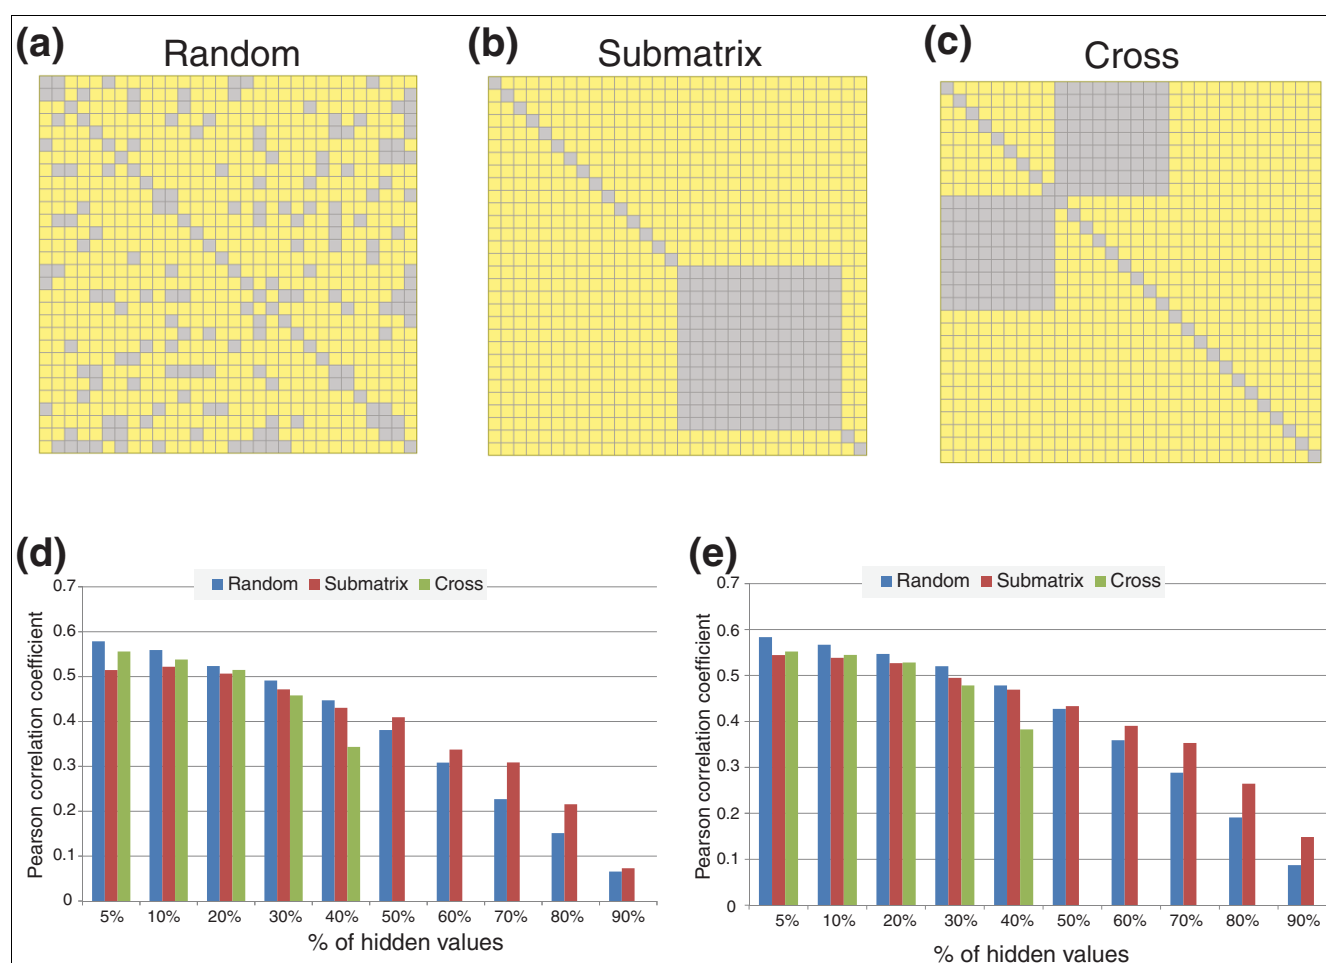 (a) Random
(b) Submatrix
(c) Cross
(d)
Random Submatrix Cross
Pearson correlation coefficient
0.7
0.6
0.5
0.4
0.3
0.2
0.1
0
5% 10% 20% 30% 40% 50% 60% 70% 80% 90%
% of hidden values
(e)
Random Submatrix Cross
Pearson correlation coefficient
0.7
0.6
0.5
0.4
0.3
0.2
0.1
0
5% 10% 20% 30% 40% 50% 60% 70% 80% 90%
% of hidden values